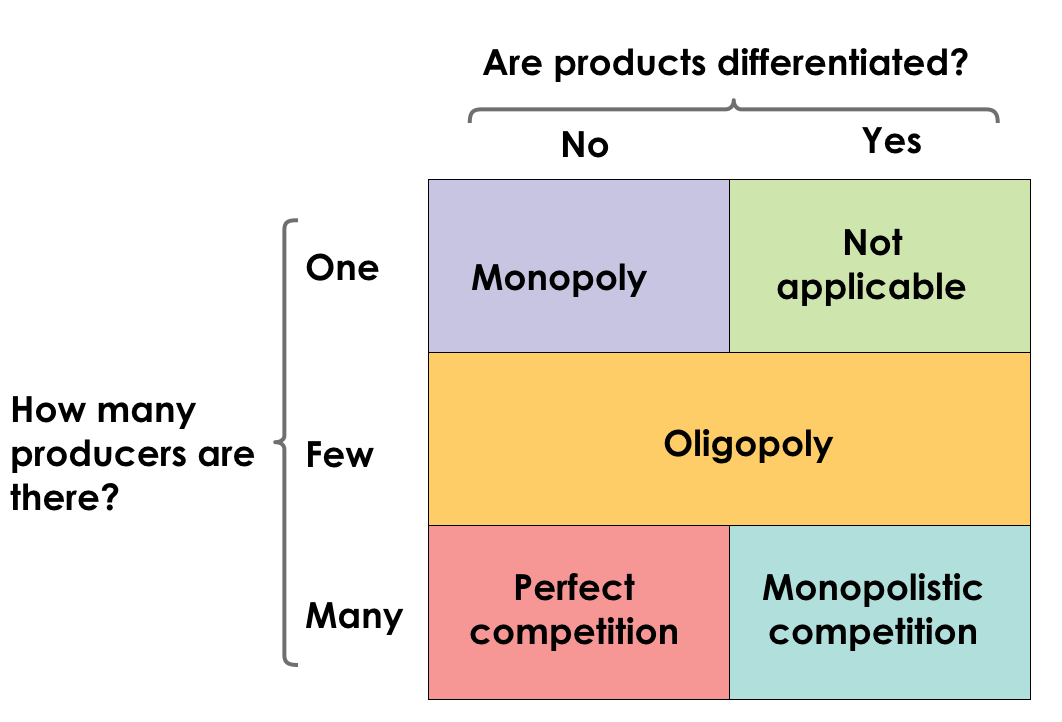 Are products differentiated?
No
Yes
One
Monopoly
Not
applicable
How many
producers are
there?
Few
Oligopoly
Many
Perfect
competition
Monopolistic
competition